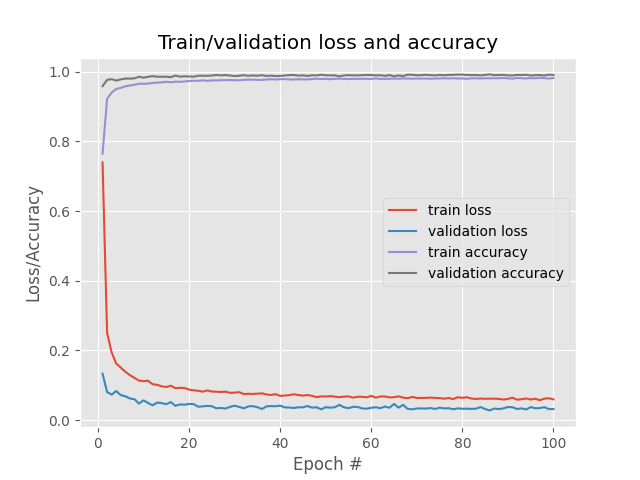 Train/validation loss and accuracy
Loss/Accuracy
1.0
0.8
0.6
0.4
0.2
0.0
train loss
validation loss
train accuracy
validation accuracy
0 20 40 60 80 100
Epoch #